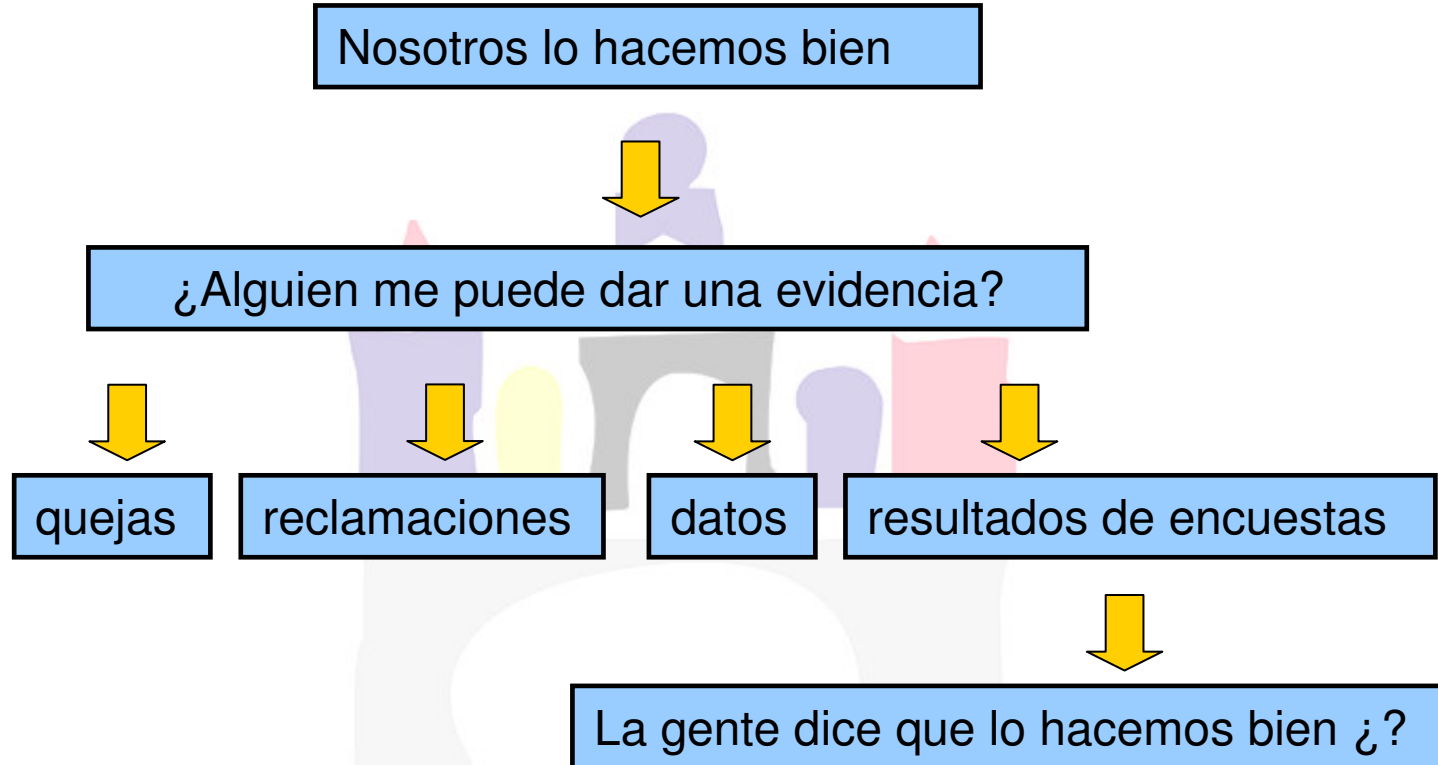 Nosotros lo hacemos bien
¿Alguien me puede dar una evidencia?
quejas
reclamaciones
datos
resultados de encuestas
La gente dice que lo hacemos bien ¿?